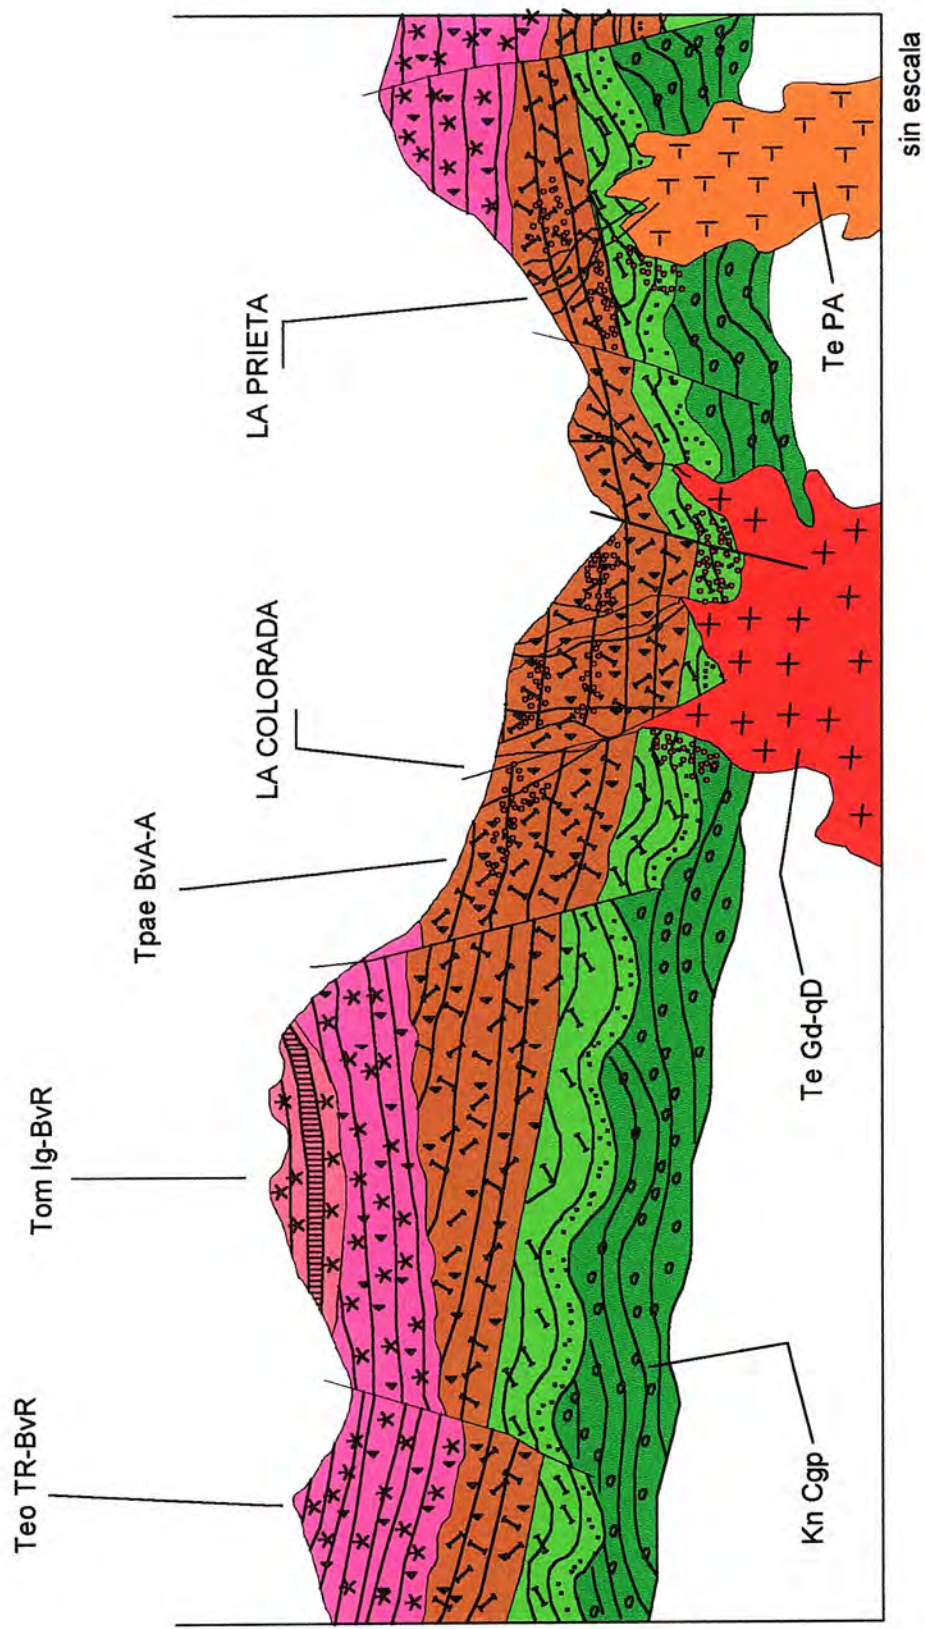 Teo TR-BvR
Tom Ig-BvR
Tpae BvA-A
LA COLORADA
LA PRIETA
Kn Cgp
Te Gd-qD
Te PA
sin escala